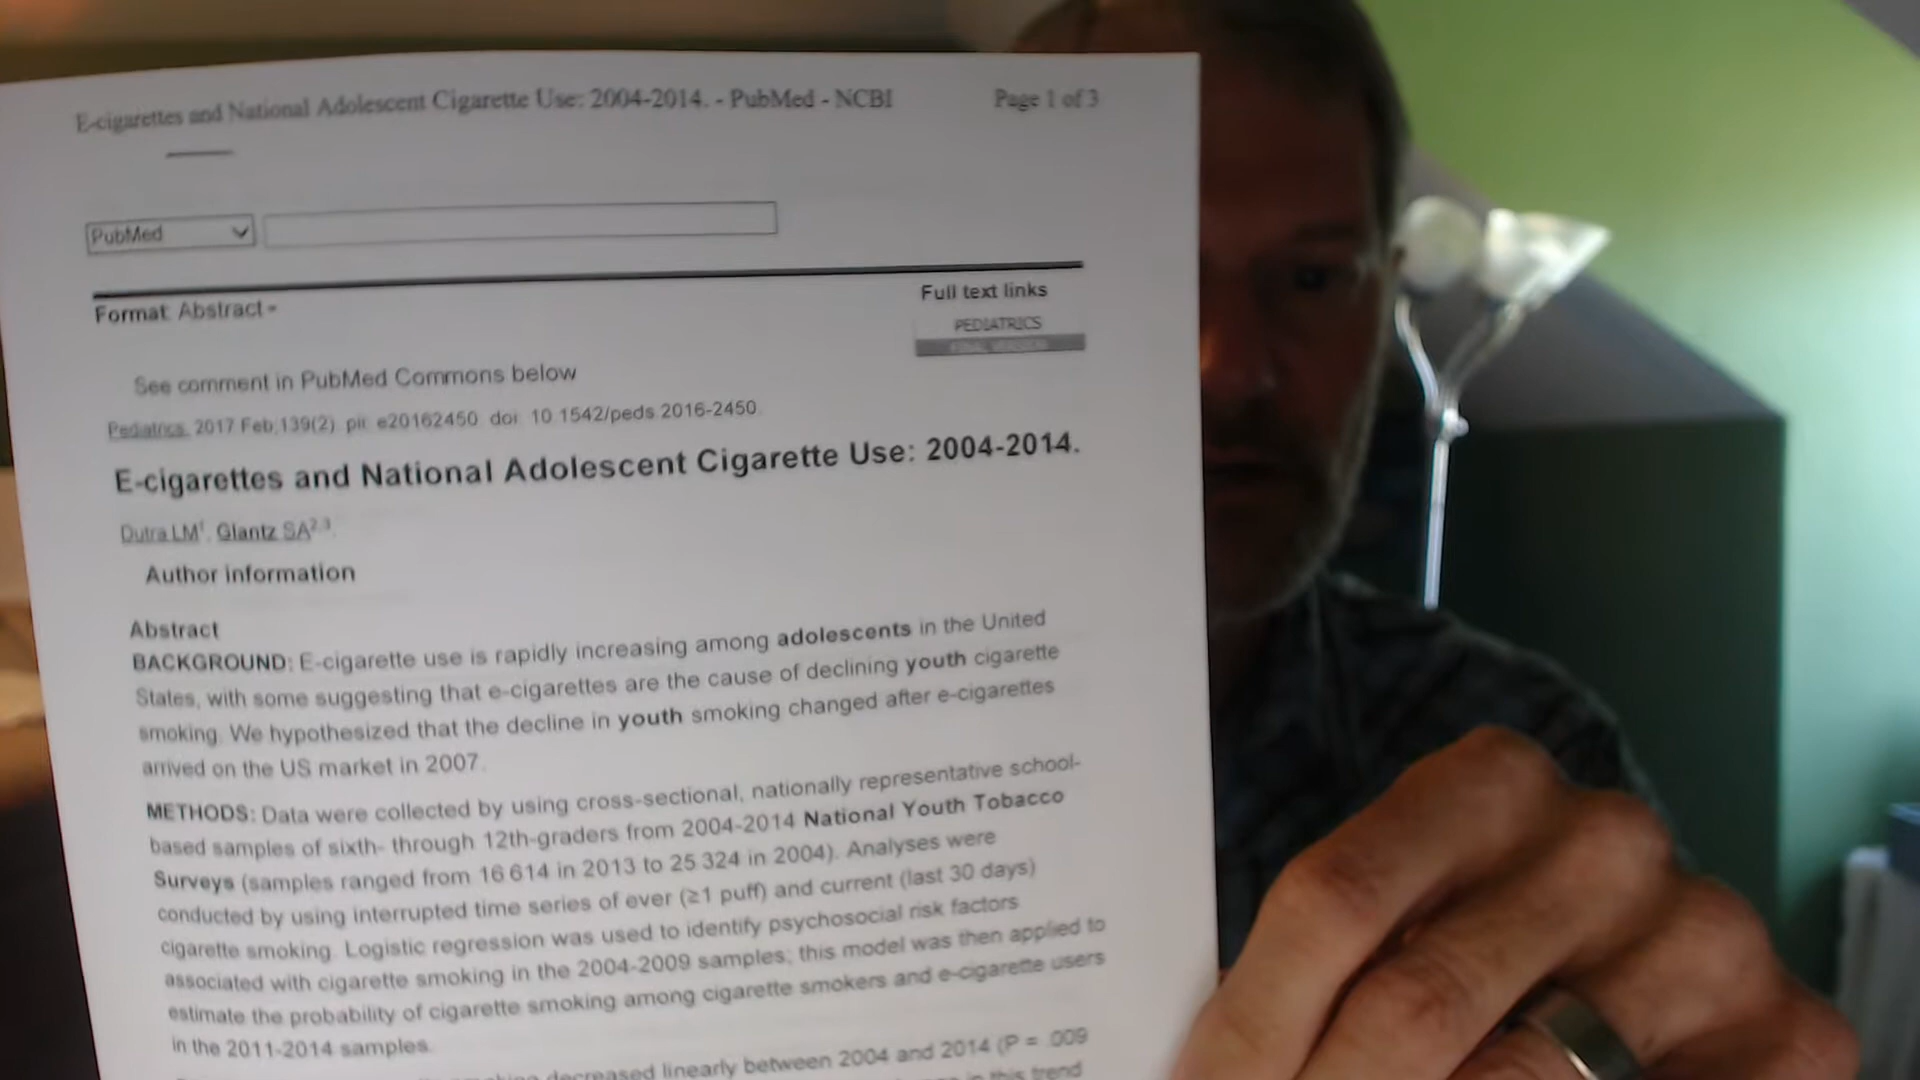 E-cigarettes and National Adolescent Cigarette Use: 2004-2014. - PubMed - NCBI Page 1 of 3
PubMed
Format: Abstract
Full text links
PEDIATRICS
FINAL VERSION
See comment in PubMed Commons below
Pediatrics. 2017 Feb;139(2). pii: e20162450. doi: 10.1542/peds.2016-2450.
E-cigarettes and National Adolescent Cigarette Use: 2004-2014.
Dutra LM1, Glantz SA2,3.
Author information
Abstract
BACKGROUND: E-cigarette use is rapidly increasing among adolescents in the United
States, with some suggesting that e-cigarettes are the cause of declining youth cigarette
smoking. We hypothesized that the decline in youth smoking changed after e-cigarettes
arrived on the US market in 2007.
METHODS: Data were collected by using cross-sectional, nationally representative school-
based samples of sixth- through 12th-graders from 2004-2014 National Youth Tobacco
Surveys (samples ranged from 16 614 in 2013 to 25 324 in 2004). Analyses were
conducted by using interrupted time series of ever (≥1 puff) and current (last 30 days)
cigarette smoking. Logistic regression was used to identify psychosocial risk factors
associated with cigarette smoking in the 2004-2009 samples; this model was then applied to
estimate the probability of cigarette smoking among cigarette smokers and e-cigarette users
in the 2011-2014 samples.
decreased linearly between 2004 and 2014 (P = .009
in this trend